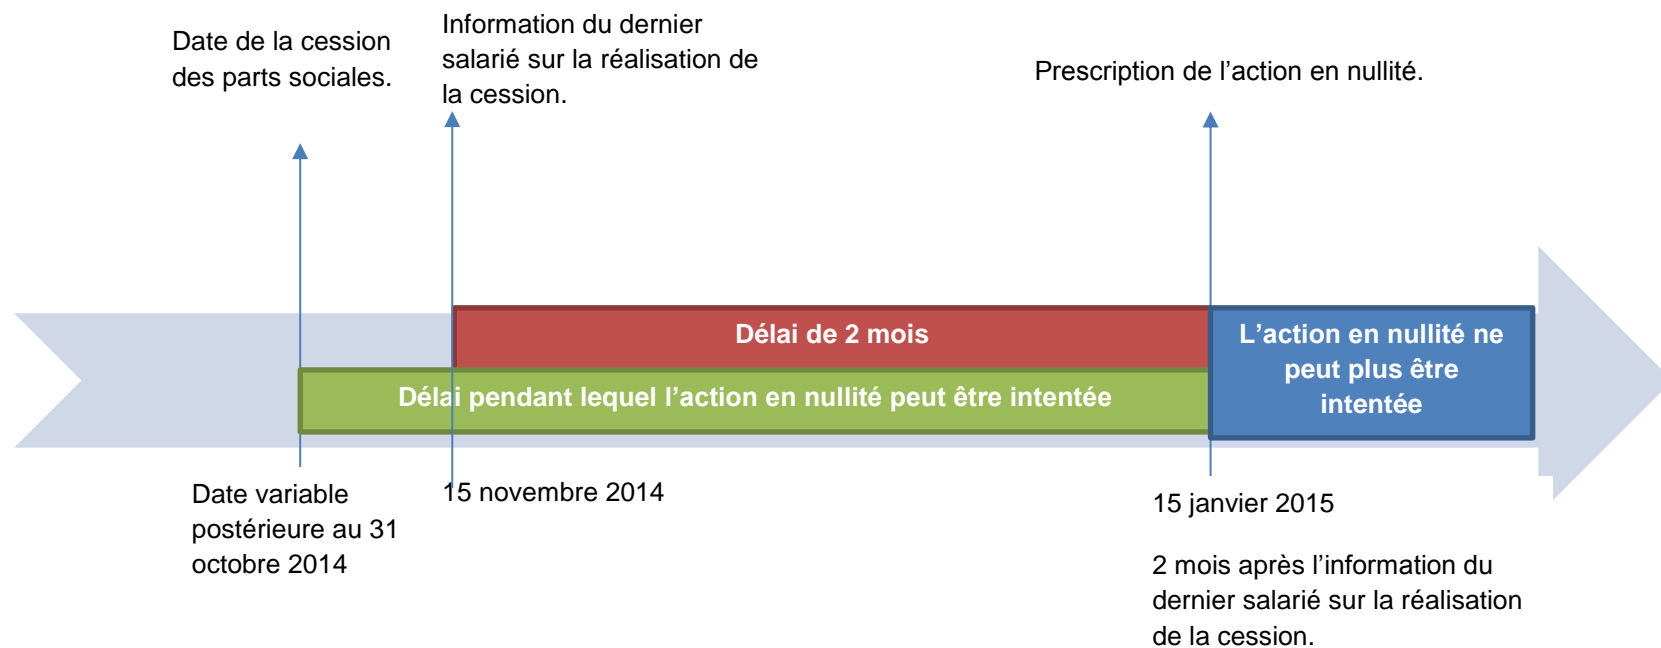 Date de la cession
des parts sociales.
Information du dernier
salarié sur la réalisation de
la cession.
Prescription de l’action en nullité.
Délai de 2 mois
L’action en nullité ne
peut plus être
intentée
Délai pendant lequel l’action en nullité peut être intentée
Date variable
postérieure au 31
octobre 2014
15 novembre 2014
15 janvier 2015
2 mois après l’information du
dernier salarié sur la réalisation
de la cession.